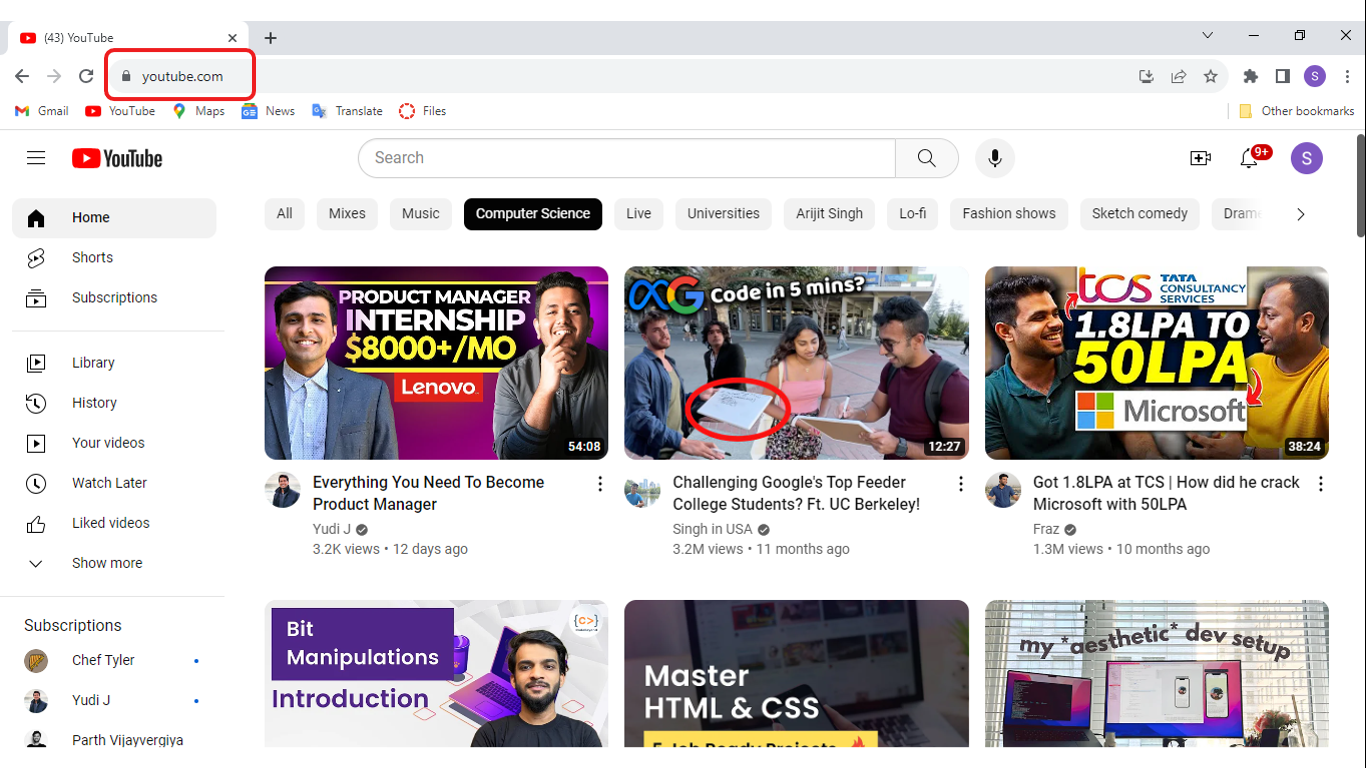 (43) YouTube
youtube.com
S
Gmail
YouTube
Maps
News
Translate
Files
Other bookmarks
YouTube
Search
9+
S
Home
Shorts
Subscriptions
Library
History
Your videos
Watch Later
Liked videos
Show more
Subscriptions
Chef Tyler
Yudi J
Parth Vijayvergiya
All
Mixes
Music
Computer Science
Live
Universities
Arijit Singh
Lo-fi
Fashion shows
Sketch comedy
PRODUCT MANAGER
INTERNSHIP
$8000+/MO
Lenovo
54:08
Everything You Need To Become
Product Manager
Yudi J
3.2K views • 12 days ago
Code in 5 mins?
12:27
Challenging Google's Top Feeder
College Students? Ft. UC Berkeley!
Singh in USA
3.2M views • 11 months ago
tcs TATA
CONSULTANCY
SERVICES
1.8LPA TO
50LPA
Microsoft
38:24
Got 1.8LPA at TCS | How did he crack
Microsoft with 50LPA
Fraz
1.3M views • 10 months ago
Bit
Manipulations
Introduction
Master
HTML & CSS
5 Job Ready Projects
my *aesthetic* dev setup